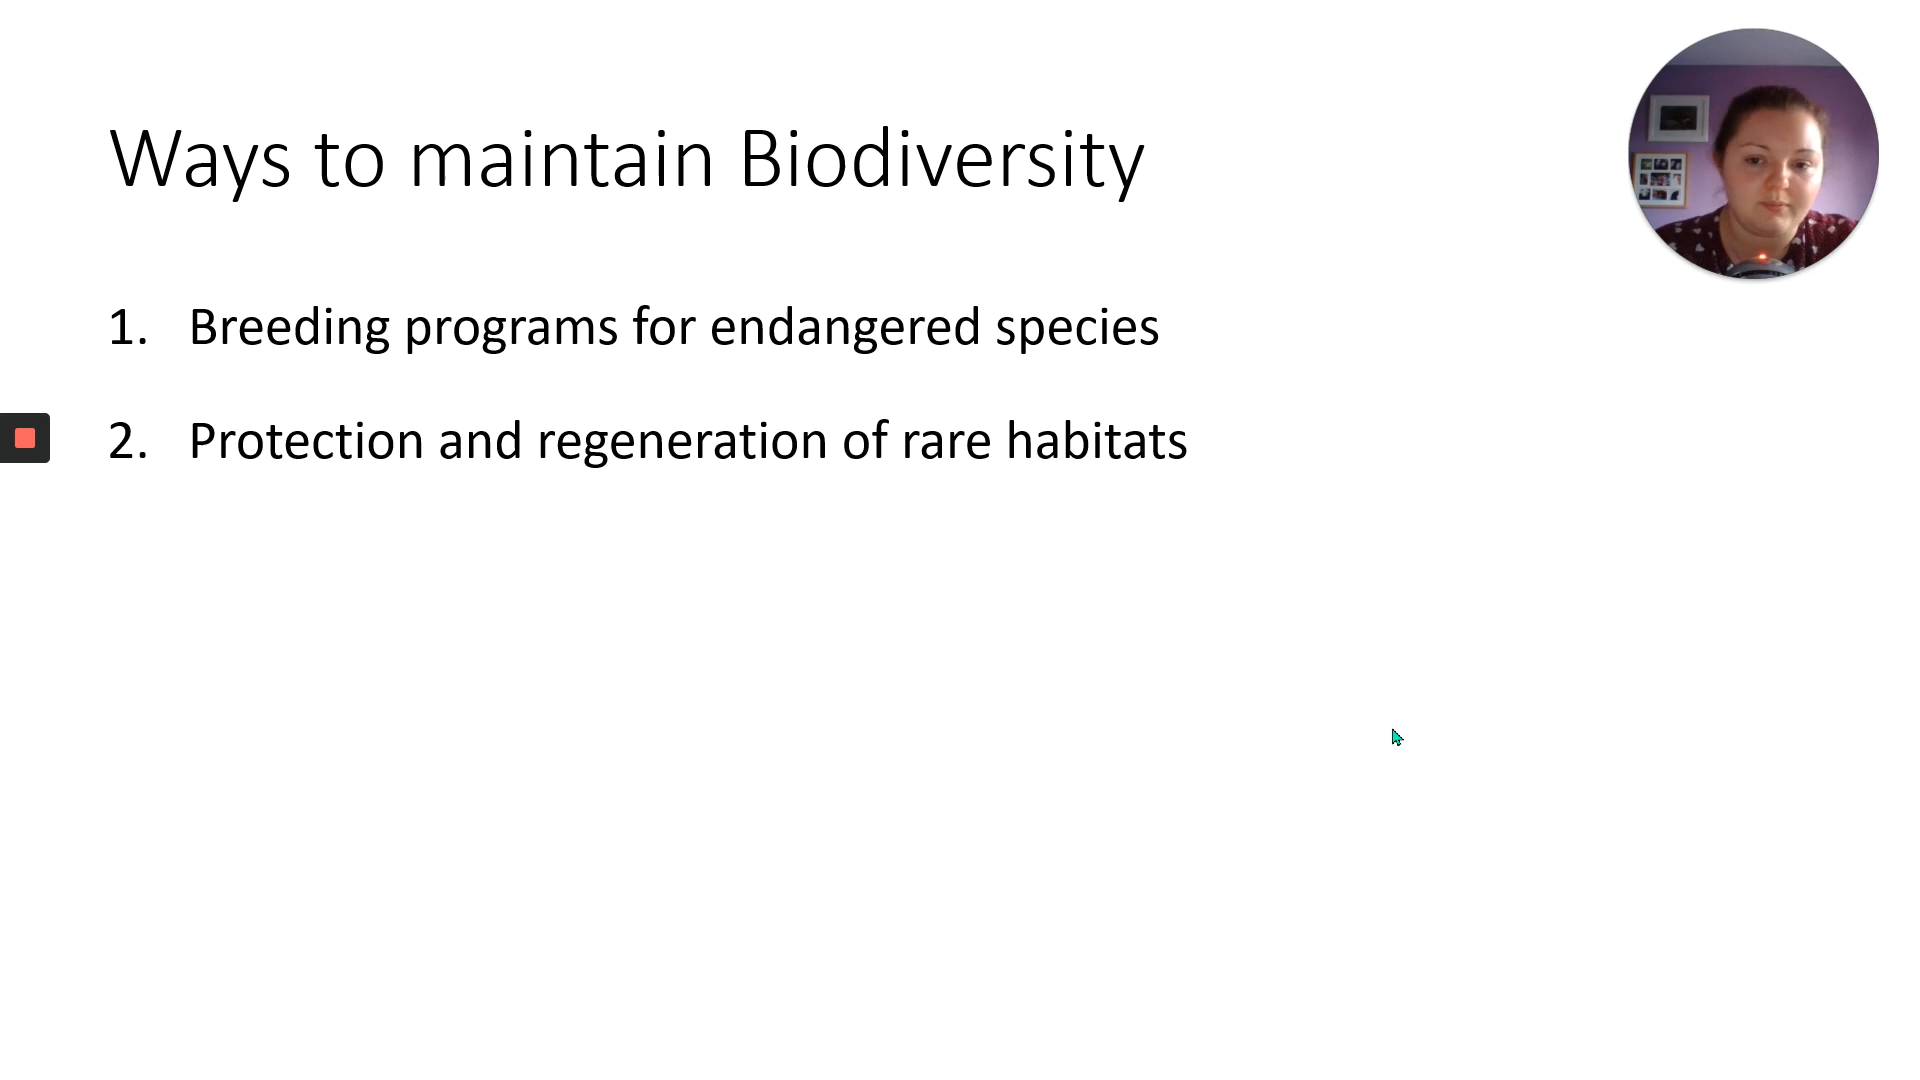 Ways to maintain Biodiversity
1. Breeding programs for endangered species
2. Protection and regeneration of rare habitats